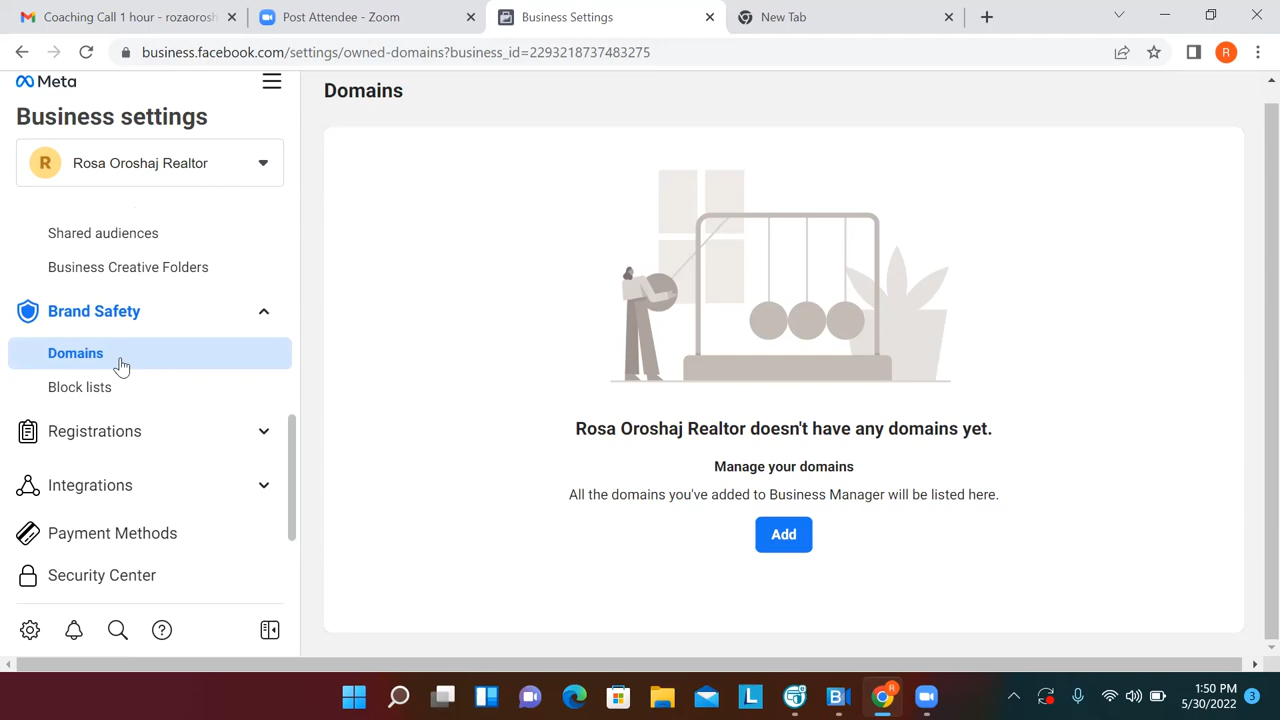 Coaching Call 1 hour - rozaorosh
Post Attendee - Zoom
Business Settings
New Tab
business.facebook.com/settings/owned-domains?business_id=2293218737483275
R
Meta
Business settings
R
Rosa Oroshaj Realtor
Shared audiences
Business Creative Folders
Brand Safety
Domains
Block lists
Registrations
Integrations
Payment Methods
Security Center
Domains
Rosa Oroshaj Realtor doesn't have any domains yet.
Manage your domains
All the domains you've added to Business Manager will be listed here.
Add
L
R
1:50 PM
5/30/2022
3